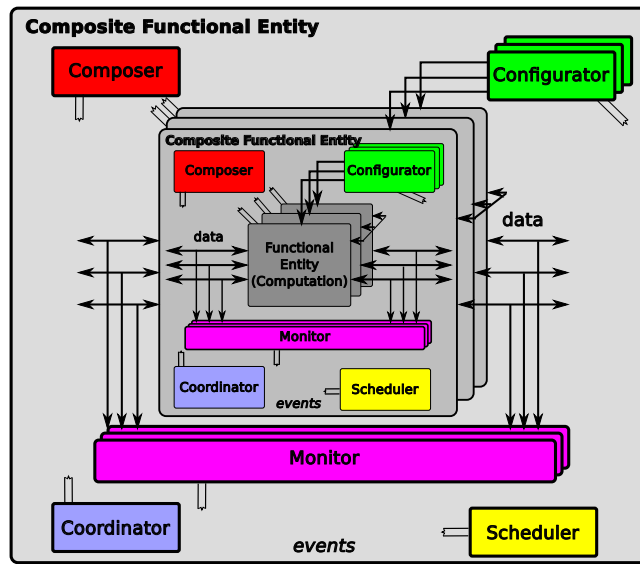 Composite Functional Entity
Composer
Configurator
Composite Functional Entity
Composer
Configurator
data
data
Functional
Entity
(Computation)
Monitor
Coordinator
Scheduler
events
Monitor
Coordinator
Scheduler
events